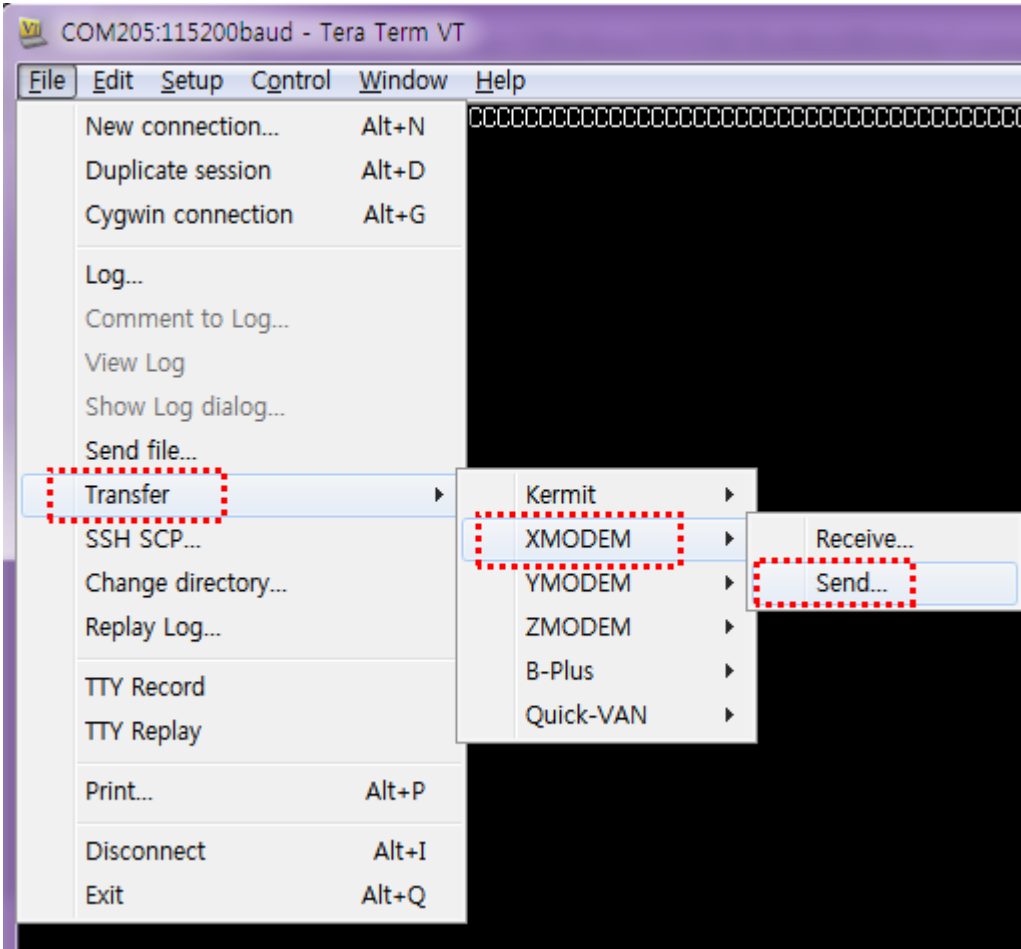 COM205:115200baud - Tera Term VT
File Edit Setup Control Window Help
New connection... Alt+N
Duplicate session Alt+D
Cygwin connection Alt+G
Log...
Comment to Log...
View Log
Show Log dialog...
Send file...
Transfer
SSH SCP...
Change directory...
Replay Log...
TTY Record
TTY Replay
Print... Alt+P
Disconnect Alt+I
Exit Alt+Q
Kermit
XMODEM
YMODEM
ZMODEM
B-Plus
Quick-VAN
Receive...
Send...
CCCCCCCCCCCCCCCCCCCCCCCCCCCCCCCCCCCCCCCC